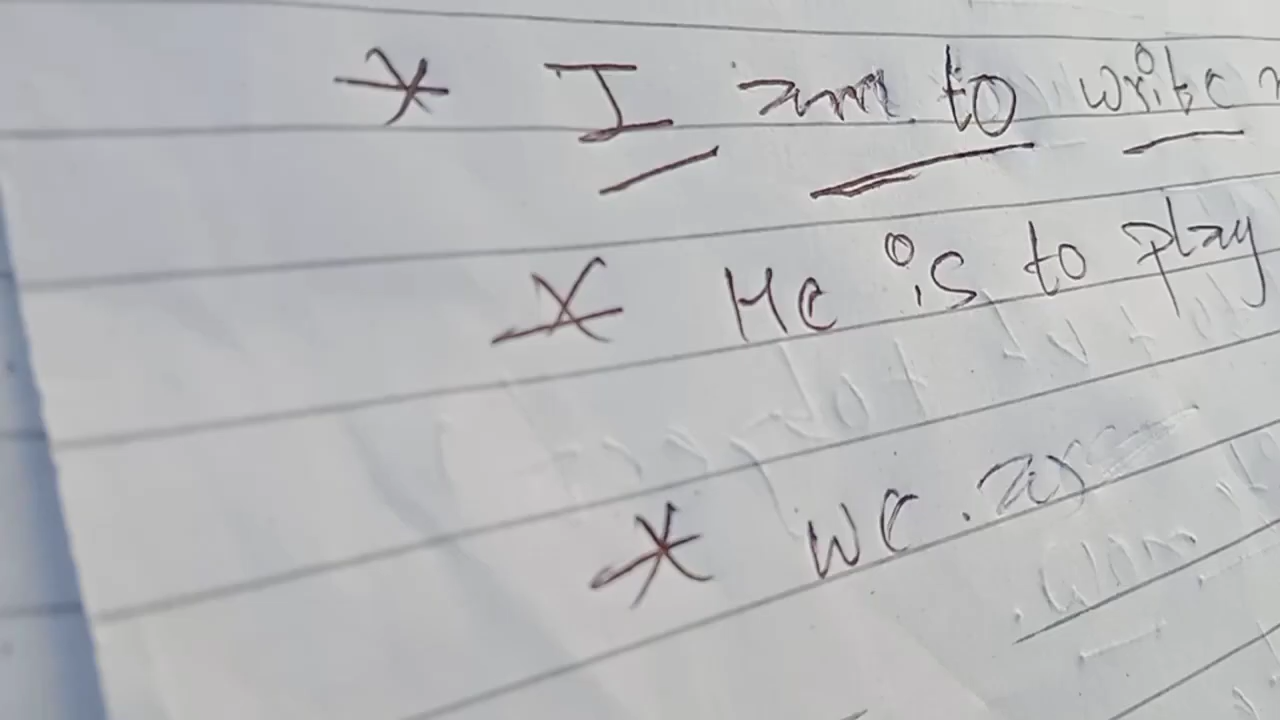 * I am to write
* He is to play
* We are